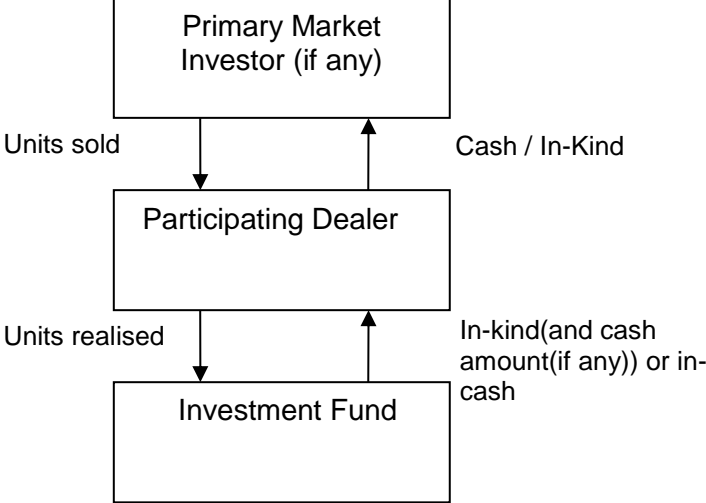 Primary Market
Investor (if any)
Units sold
Cash / In-Kind
Participating Dealer
Units realised
In-kind(and cash
amount(if any)) or in-
cash
Investment Fund